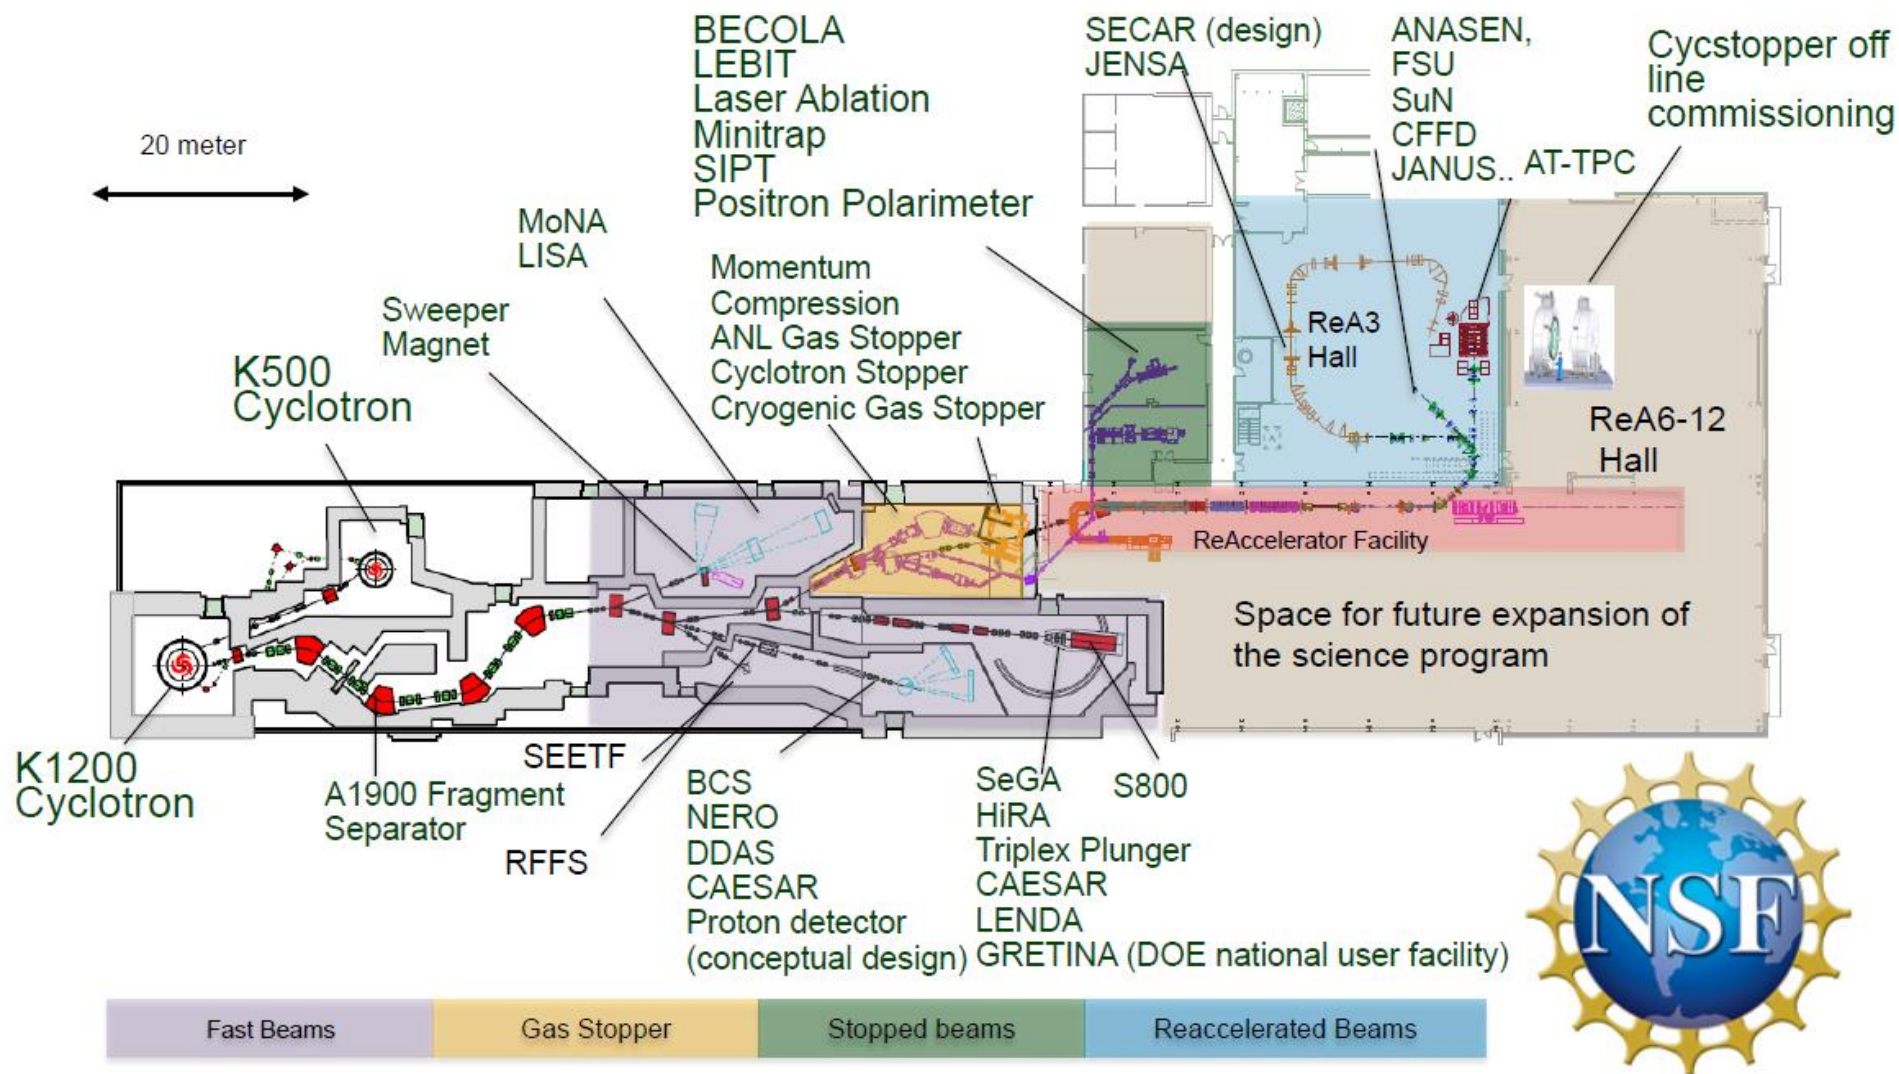 BECOLA
LEBIT
Laser Ablation
Minitrap
SIPT
Positron Polarimeter
SECAR (design)
JENSA
ANASEN,
FSU
SuN
CFFD
JANUS..
AT-TPC
Cycstopper off
line
commissioning
20 meter
MoNA
LISA
Momentum
Compression
ANL Gas Stopper
Cyclotron Stopper
Cryogenic Gas Stopper
Sweeper
Magnet
K500
Cyclotron
ReA3
Hall
ReA6-12
Hall
ReAccelerator Facility
Space for future expansion of
the science program
K1200
Cyclotron
A1900 Fragment
Separator
SEETF
RFFS
BCS
NERO
DDAS
CAESAR
Proton detector
(conceptual design)
SeGA
HiRA
Triplex Plunger
CAESAR
LENDA
GRETINA (DOE national user facility)
S800
NSF
Fast Beams
Gas Stopper
Stopped beams
Reaccelerated Beams